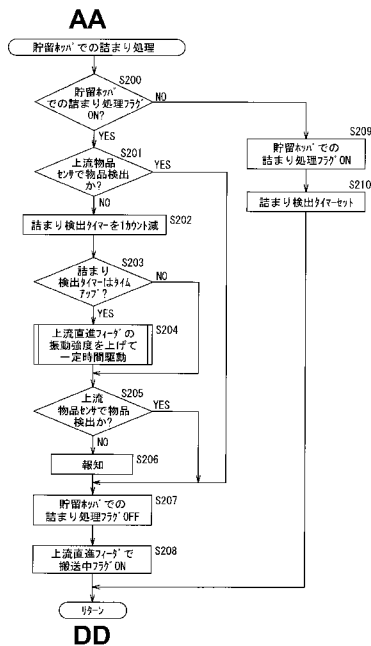 AA
貯留ﾎｯﾊﾟでの詰まり処理
S200
貯留ﾎｯﾊﾟ
での詰まり処理ﾌﾗｸﾞ
ON?
NO
YES
S209
貯留ﾎｯﾊﾟでの
詰まり処理ﾌﾗｸﾞON
S210
詰まり検出ﾀｲﾏｰｾｯﾄ
S201
上流物品
ｾﾝｻで物品検出
か?
YES
NO
S202
詰まり検出ﾀｲﾏｰを1ｶｳﾝﾄ減
S203
詰まり
検出ﾀｲﾏｰはﾀｲﾑ
ｱｯﾌﾟ?
NO
YES
S204
上流直進ﾌｨｰﾀﾞの
振動強度を上げて
一定時間駆動
S205
上流
物品ｾﾝｻで物品
検出か?
YES
NO
S206
報知
S207
貯留ﾎｯﾊﾟでの
詰まり処理ﾌﾗｸﾞOFF
S208
上流直進ﾌｨｰﾀﾞで
搬送中ﾌﾗｸﾞON
ﾘﾀｰﾝ
DD